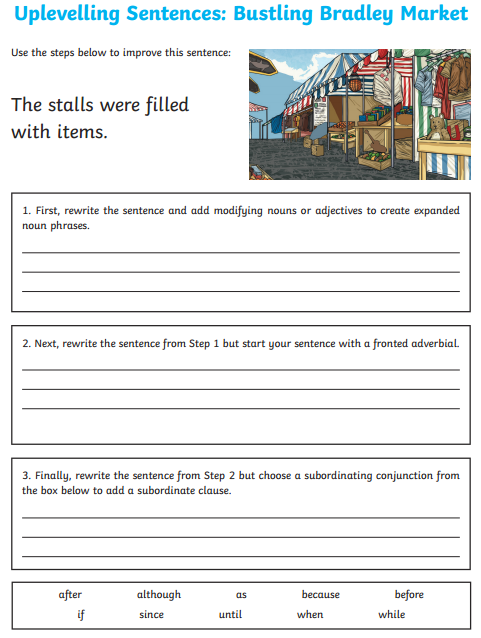 Uplevelling Sentences: Bustling Bradley Market
Use the steps below to improve this sentence:
The stalls were filled
with items.
1. First, rewrite the sentence and add modifying nouns or adjectives to create expanded
noun phrases.
2. Next, rewrite the sentence from Step 1 but start your sentence with a fronted adverbial.
3. Finally, rewrite the sentence from Step 2 but choose a subordinating conjunction from
the box below to add a subordinate clause.
after although as because before
if since until when while